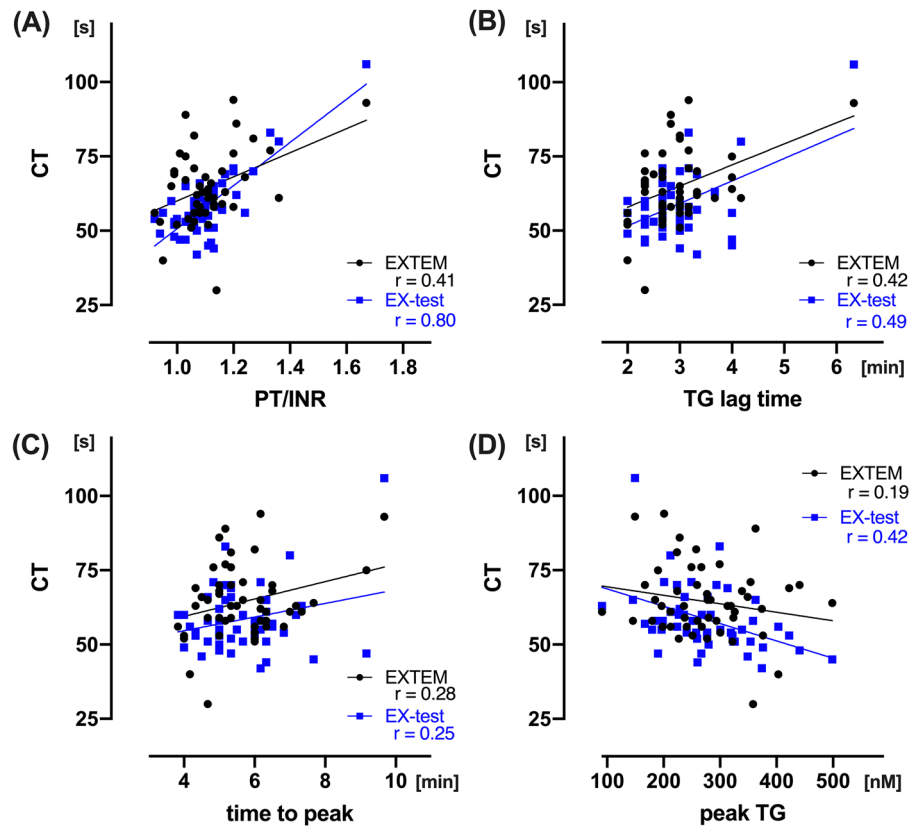 (A)
[s]
100
75
50
25
CT
EXTEM
r = 0.41
EX-test
r = 0.80
1.0 1.2 1.4 1.6 1.8
PT/INR
(B)
[s]
100
75
50
25
CT
EXTEM
r = 0.42
EX-test
r = 0.49
2 3 4 5 6 [min]
TG lag time
(C)
[s]
100
75
50
25
CT
EXTEM
r = 0.28
EX-test
r = 0.25
4 6 8 10 [min]
time to peak
(D)
[s]
100
75
50
25
CT
EXTEM
r = 0.19
EX-test
r = 0.42
100 200 300 400 500 [nM]
peak TG